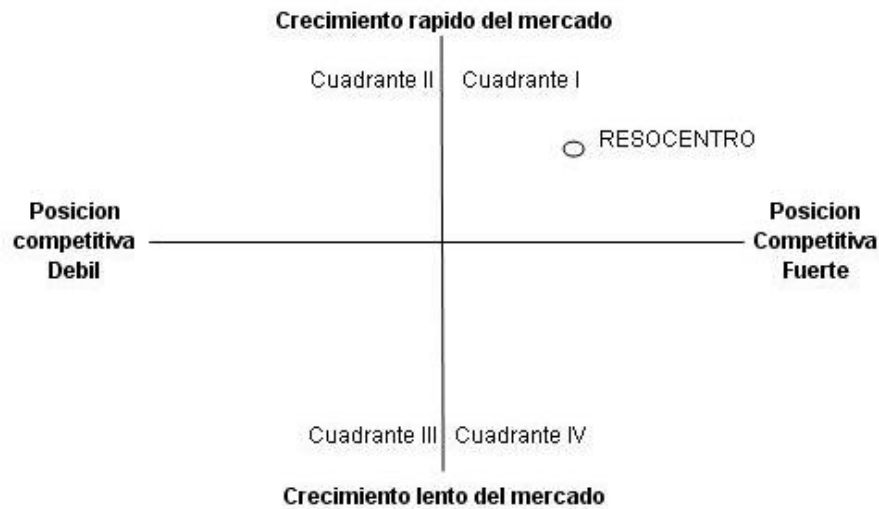 Crecimiento rapido del mercado
Cuadrante II
Cuadrante I
RESOCENTRO
Posicion
competitiva
Debil
Posicion
Competitiva
Fuerte
Cuadrante III
Cuadrante IV
Crecimiento lento del mercado